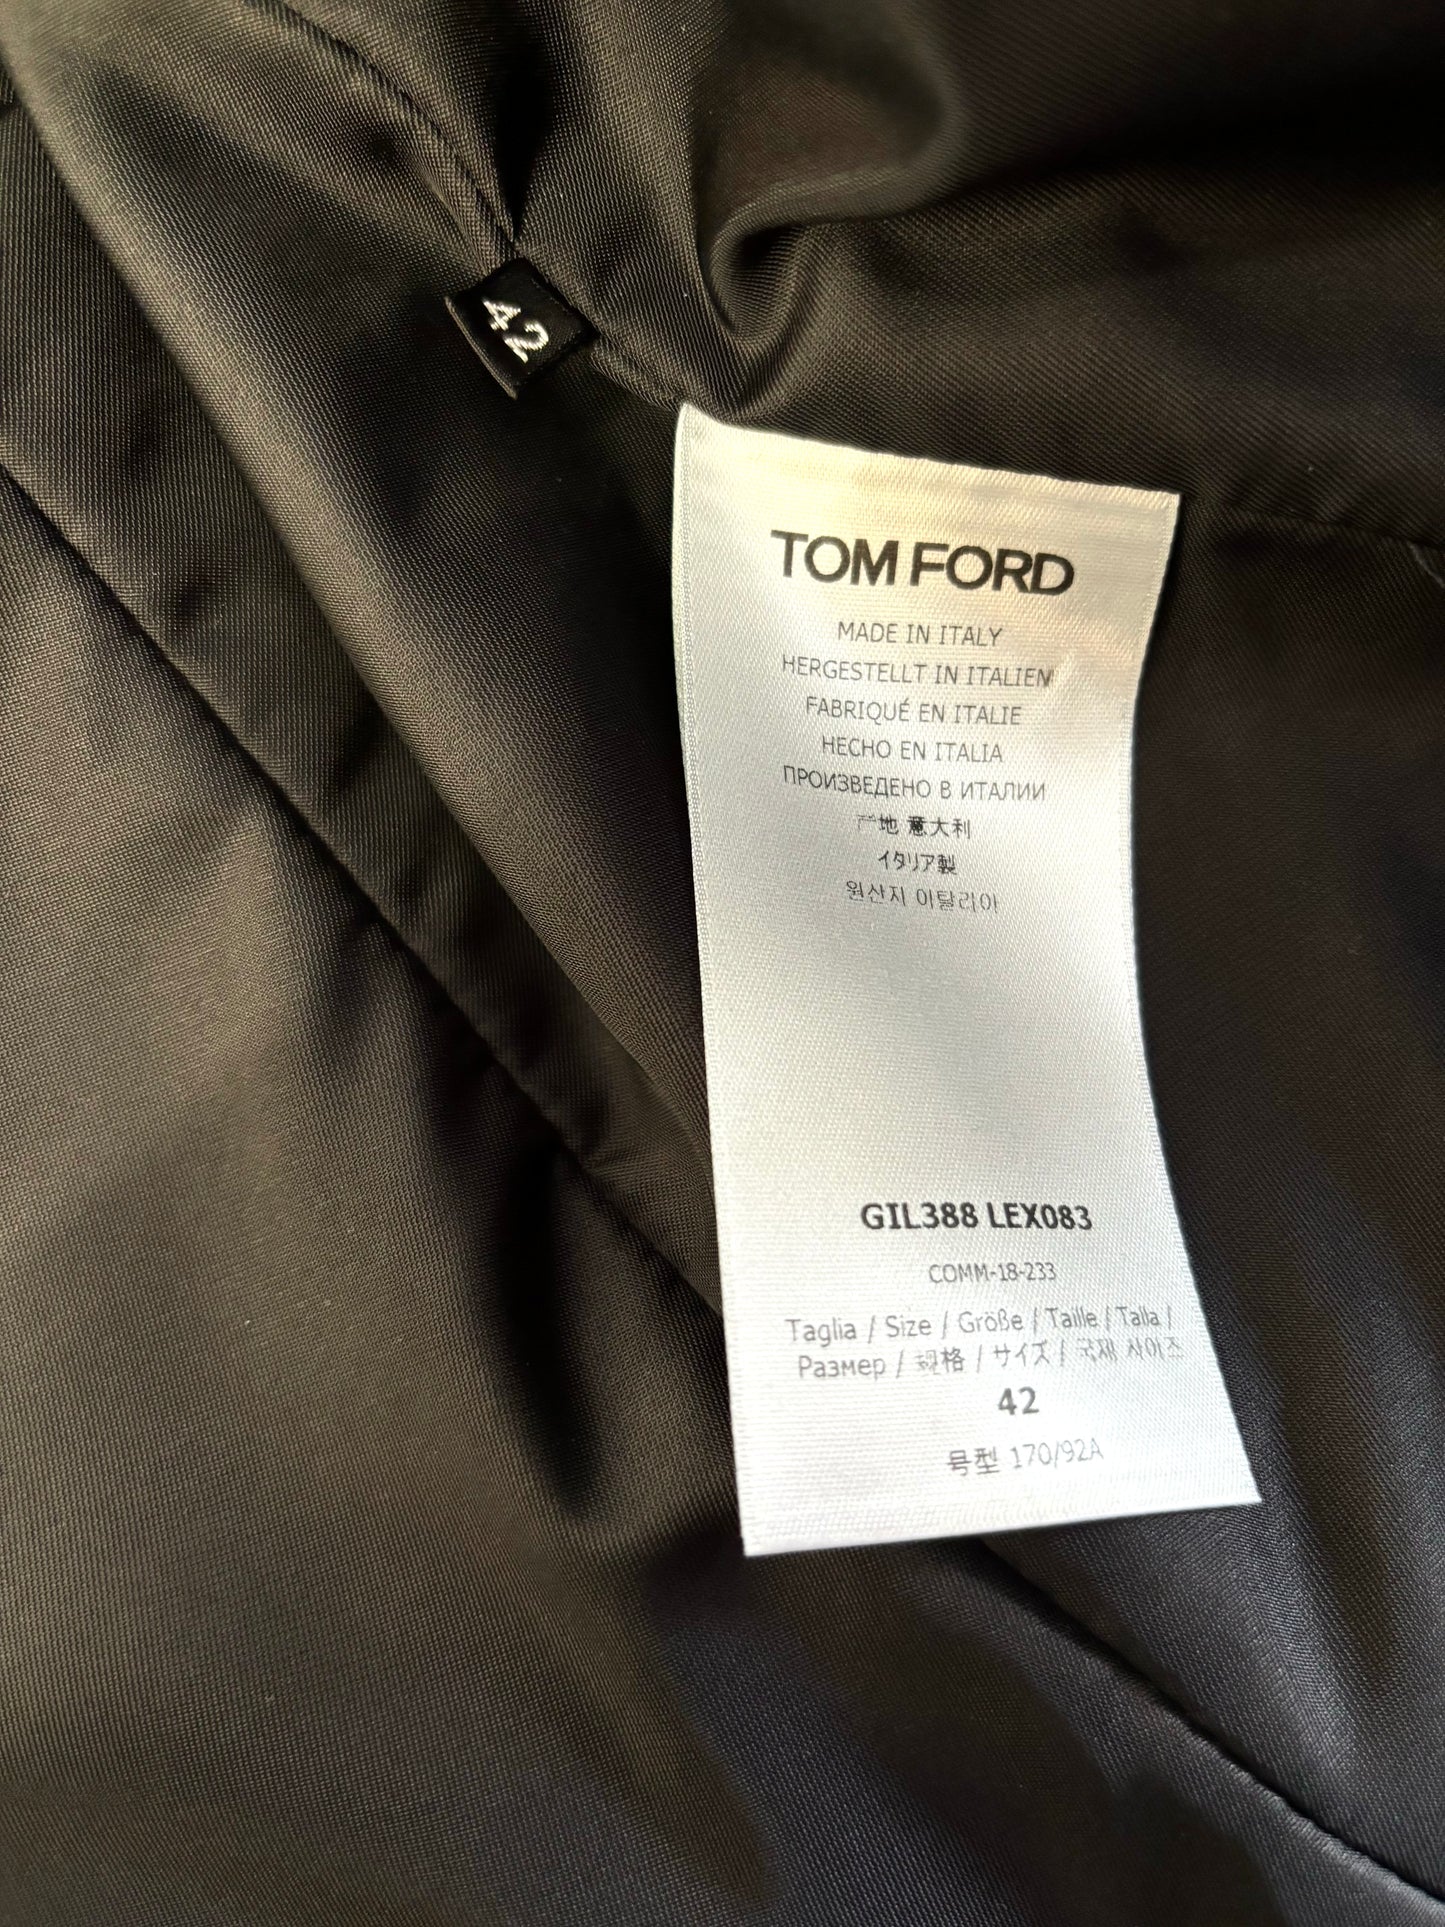 42
TOM FORD
MADE IN ITALY
HERGESTELLT IN ITALIEN
FABRIQUÉ EN ITALIE
HECHO EN ITALIA
ПРОИЗВЕДЕНО В ИТАЛИИ
产地 意大利
イタリア製
원산지 이탈리아
GIL388 LEX083
COMM-18-233
Taglia / Size / Größe / Taille / Talla /
Размер / 规格 / サイズ / 국제 사이즈
42
号型 170/92A